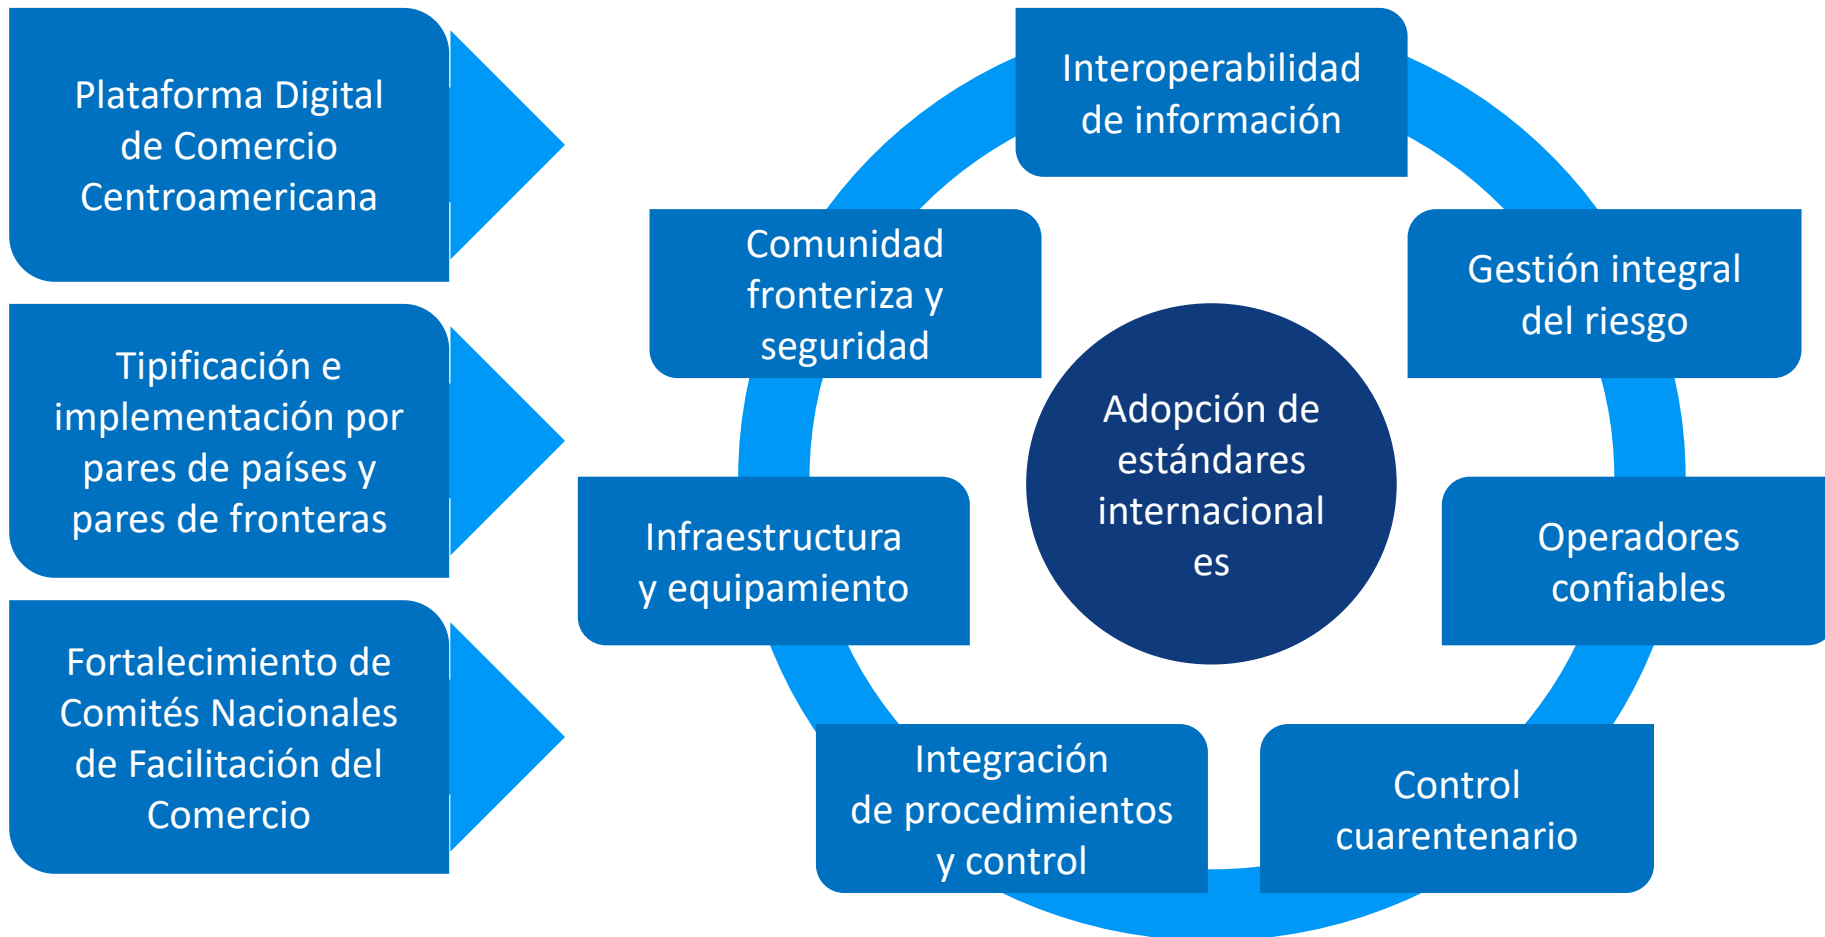 Plataforma Digital
de Comercio
Centroamericana
Tipificación e
implementación por
pares de países y
pares de fronteras
Fortalecimiento de
Comités Nacionales
de Facilitación del
Comercio
Interoperabilidad
de información
Gestión integral
del riesgo
Operadores
confiables
Control
cuarentenario
Integración
de procedimientos
y control
Infraestructura
y equipamiento
Comunidad
fronteriza y
seguridad
Adopción de
estándares
internacional
es